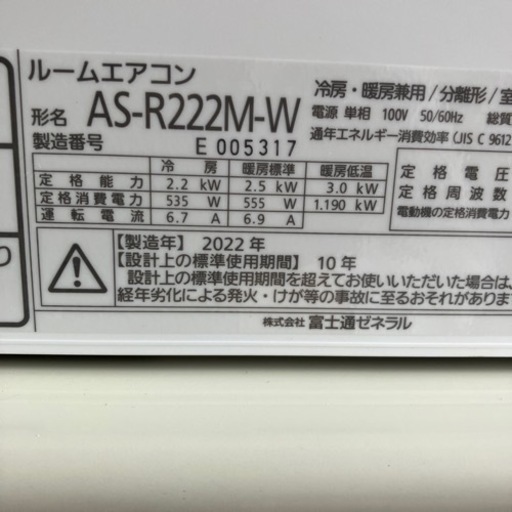 ルームエアコン
形名 AS-R222M-W
製造番号 E 005317
冷房・暖房兼用/分離形/室
電源 単相 100V 50/60Hz 総質
通年エネルギー消費効率(JIS C 9612
冷 房 暖房標準 暖房低温
定格能力 2.2 kW 2.5 kW 3.0 kW
定格消費電力 535 W 555 W 1.190 kW
運転電流 6.7 A 6.9 A
定格電圧
定格周波数
電動機の定格消費電力
【製造年】2022年
【設計上の標準使用期間】10年
設計上の標準使用期間を超えてお使いいただいた場合は、
経年劣化による発火・けが等の事故に至るおそれがありま
株式会社 富士通ゼネラル
り